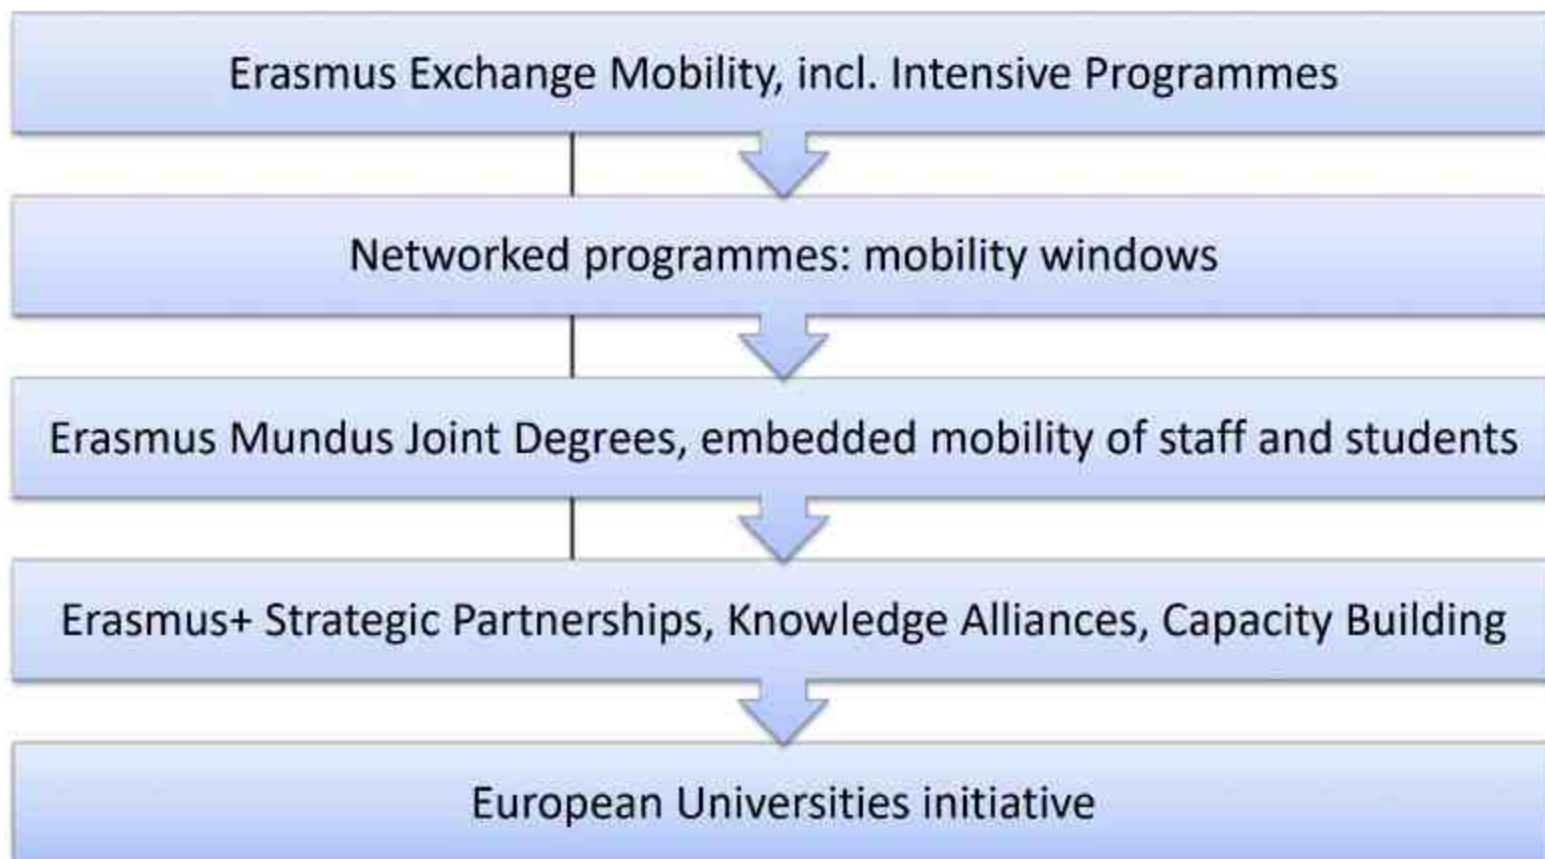 Erasmus Exchange Mobility, incl. Intensive Programmes
Networked programmes: mobility windows
Erasmus Mundus Joint Degrees, embedded mobility of staff and students
Erasmus+ Strategic Partnerships, Knowledge Alliances, Capacity Building
European Universities initiative